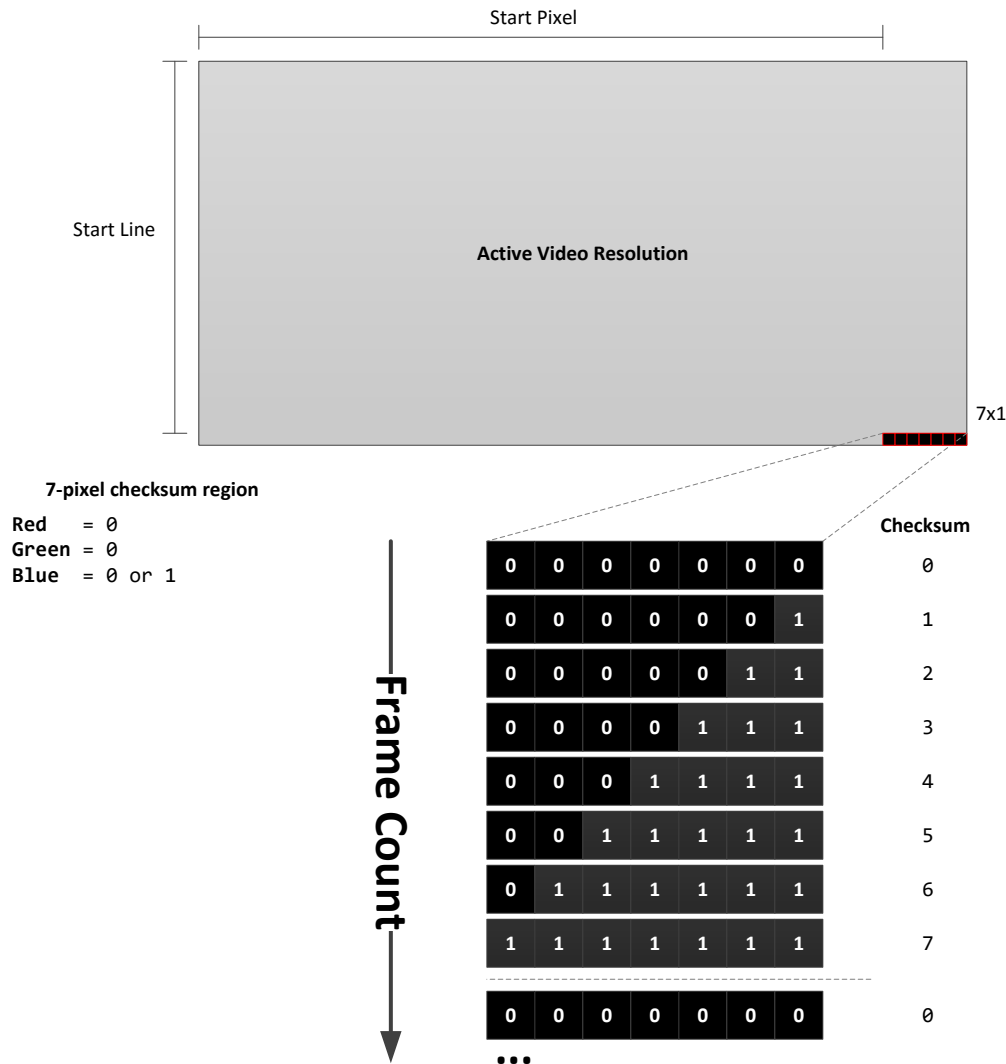 Start Pixel
Start Line
Active Video Resolution
7x1
7-pixel checksum region
Red = 0
Green = 0
Blue = 0 or 1
Checksum
Frame Count
0 0 0 0 0 0 0 0
0 0 0 0 0 0 1 1
0 0 0 0 0 1 1 2
0 0 0 0 1 1 1 3
0 0 0 1 1 1 1 4
0 0 1 1 1 1 1 5
0 1 1 1 1 1 1 6
1 1 1 1 1 1 1 7
0 0 0 0 0 0 0 0
...